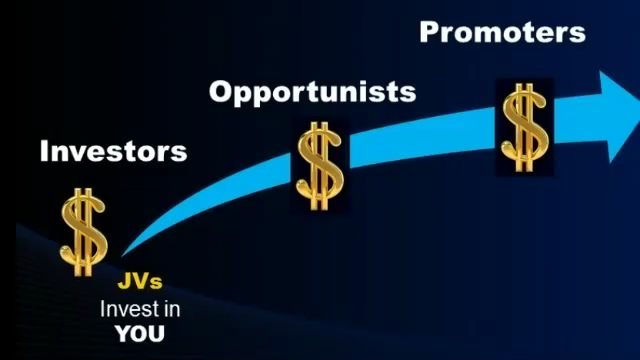 Promoters
Opportunists
Investors
JVs
Invest in
YOU